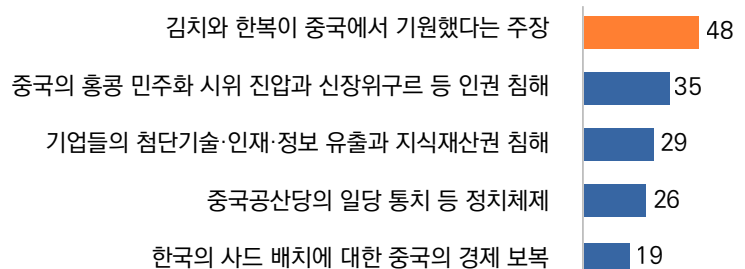 김치와 한복이 중국에서 기원했다는 주장 48
중국의 홍콩 민주화 시위 진압과 신장위구르 등 인권 침해 35
기업들의 첨단기술·인재·정보 유출과 지식재산권 침해 29
중국공산당의 일당 통치 등 정치체제 26
한국의 사드 배치에 대한 중국의 경제 보복 19